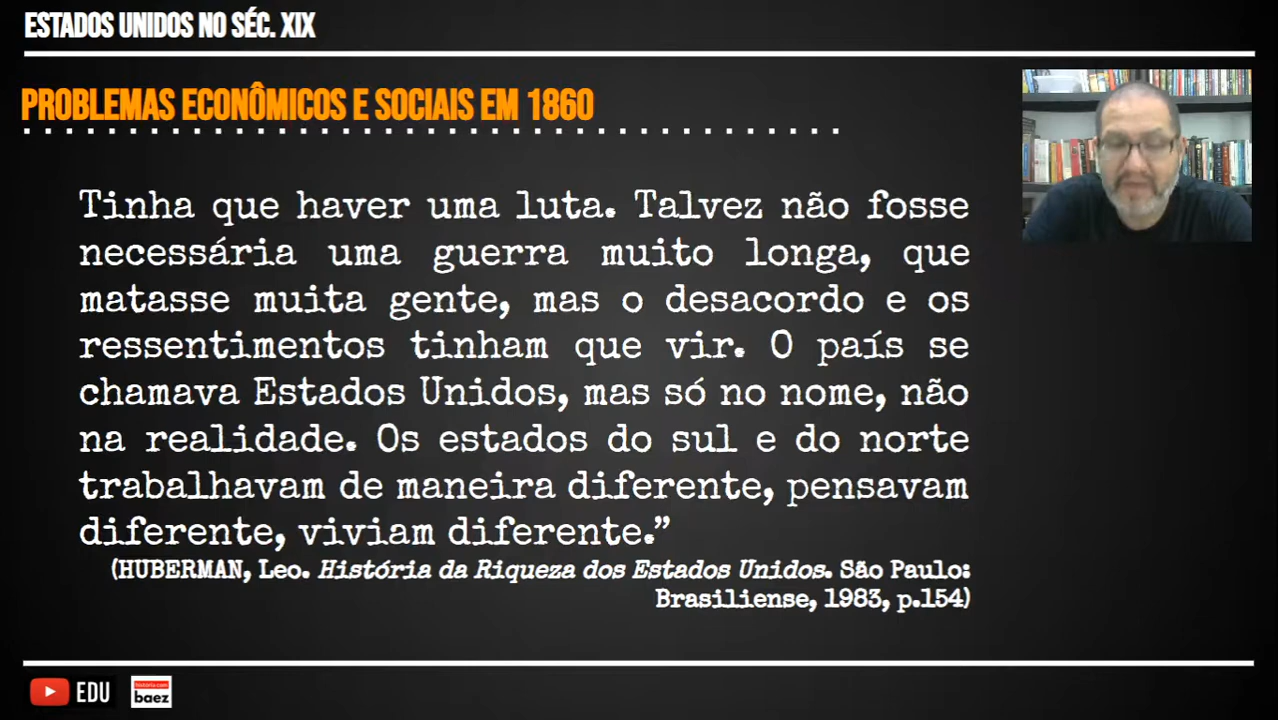 ESTADOS UNIDOS NO SÉC. XIX
PROBLEMAS ECONÔMICOS E SOCIAIS EM 1860
Tinha que haver uma luta. Talvez não fosse
necessária uma guerra muito longa, que
matasse muita gente, mas o desacordo e os
ressentimentos tinham que vir. O país se
chamava Estados Unidos, mas só no nome, não
na realidade. Os estados do sul e do norte
trabalhavam de maneira diferente, pensavam
diferente, viviam diferente.”
(HUBERMAN, Leo. História da Riqueza dos Estados Unidos. São Paulo:
Brasiliense, 1983, p.154)
EDU
baez